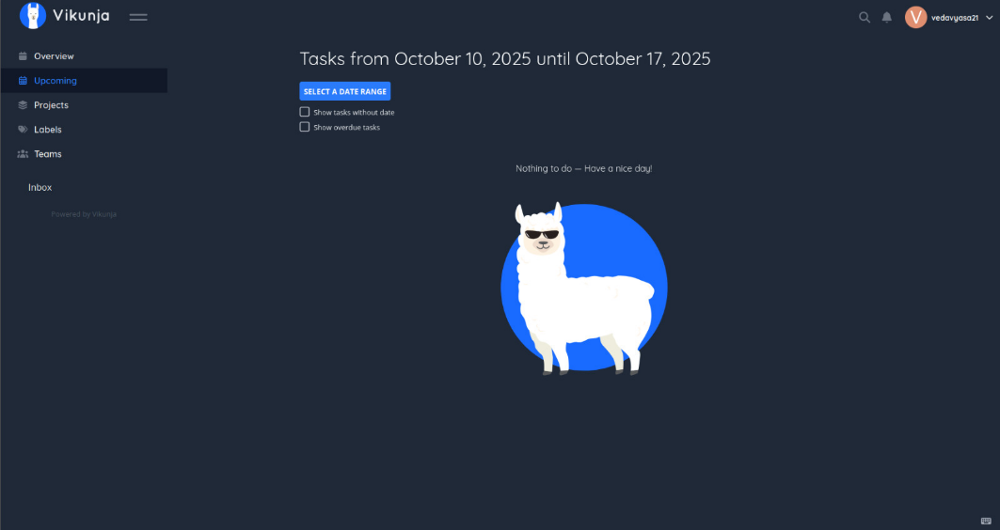 Vikunja
V vedavyasa21
Overview
Upcoming
Projects
Labels
Teams
Inbox
Powered by Vikunja
Tasks from October 10, 2025 until October 17, 2025
SELECT A DATE RANGE
Show tasks without date
Show overdue tasks
Nothing to do — Have a nice day!